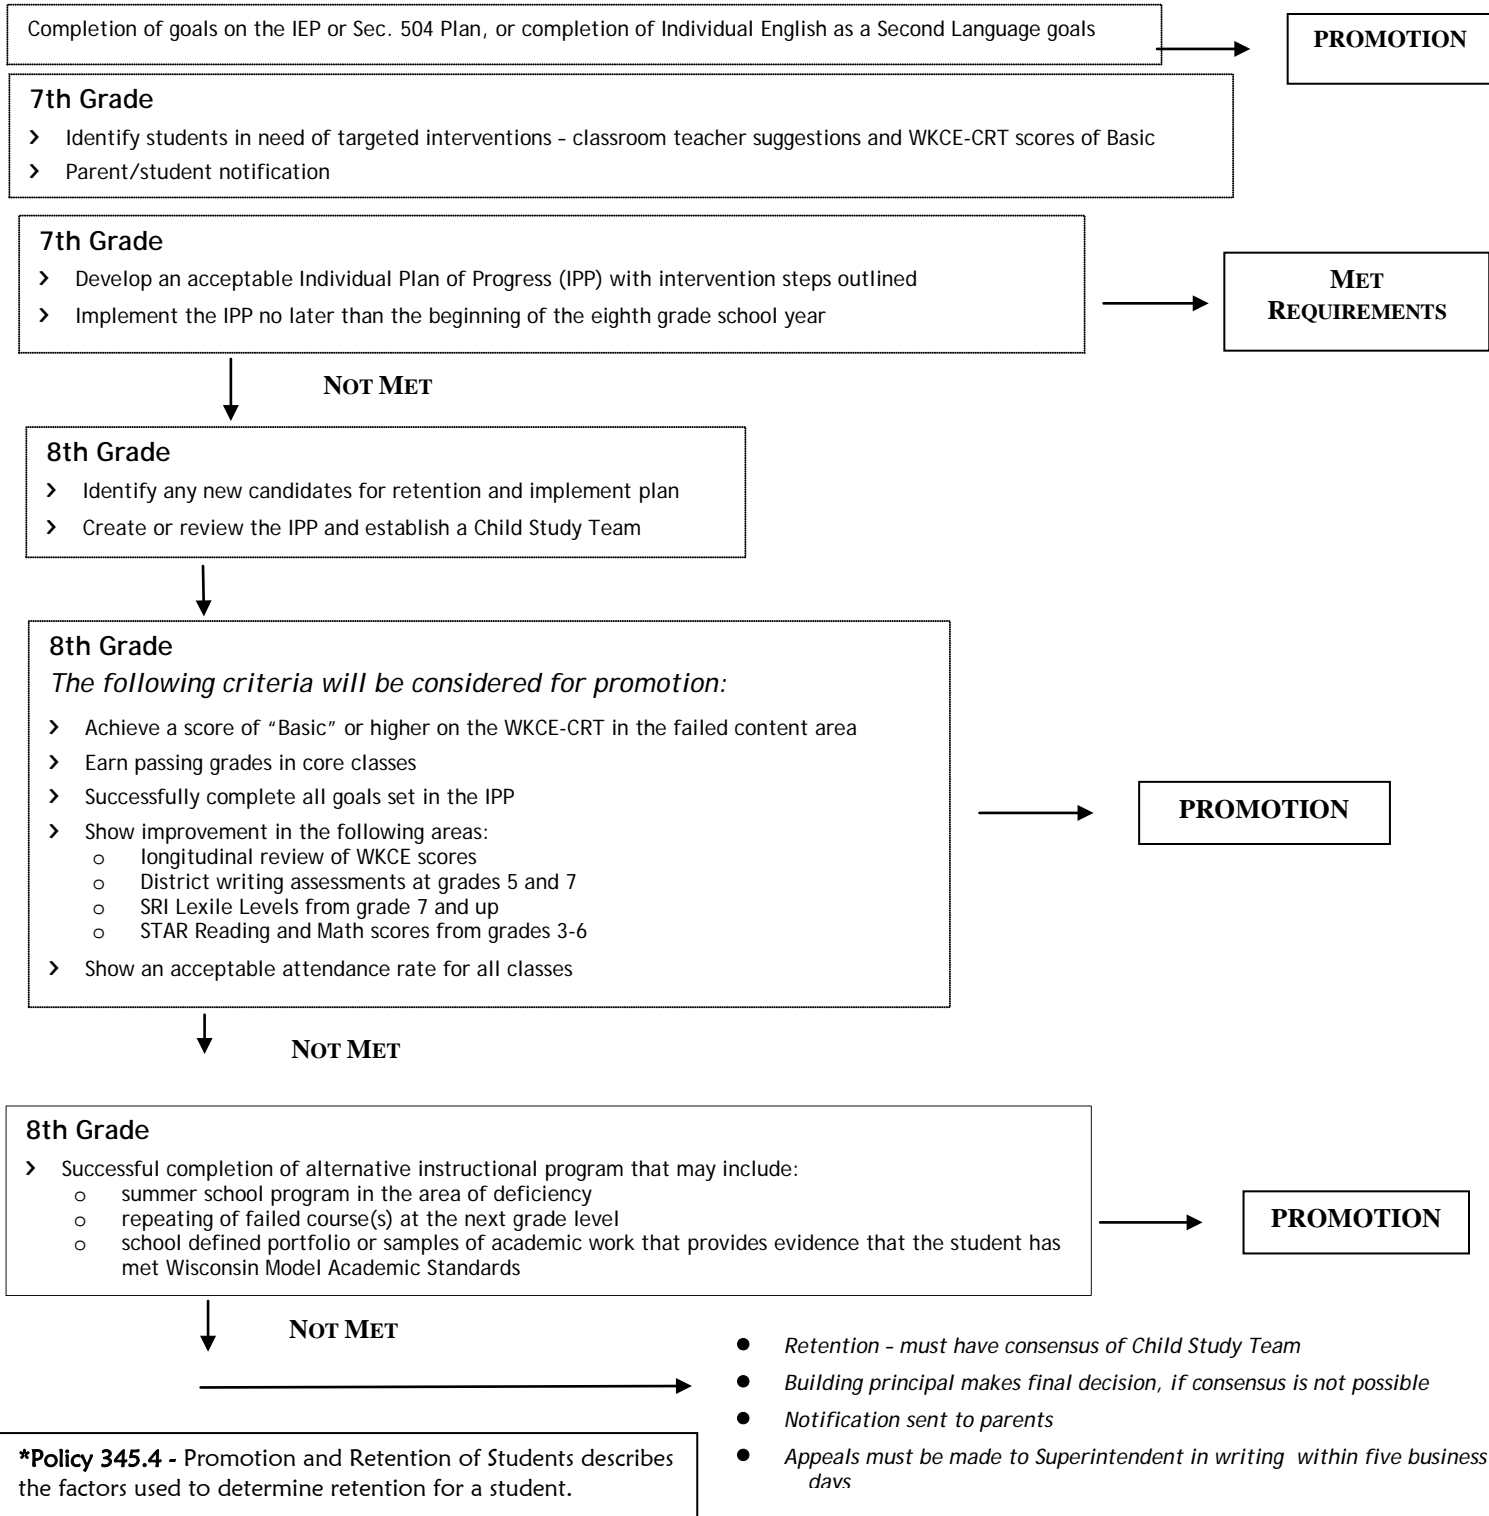 Completion of goals on the IEP or Sec. 504 Plan, or completion of Individual English as a Second Language goals
PROMOTION
7th Grade
› Identify students in need of targeted interventions – classroom teacher suggestions and WKCE-CRT scores of Basic
› Parent/student notification
7th Grade
› Develop an acceptable Individual Plan of Progress (IPP) with intervention steps outlined
› Implement the IPP no later than the beginning of the eighth grade school year
MET
REQUIREMENTS
NOT MET
8th Grade
› Identify any new candidates for retention and implement plan
› Create or review the IPP and establish a Child Study Team
8th Grade
The following criteria will be considered for promotion:
› Achieve a score of “Basic” or higher on the WKCE-CRT in the failed content area
› Earn passing grades in core classes
› Successfully complete all goals set in the IPP
› Show improvement in the following areas:
o longitudinal review of WKCE scores
o District writing assessments at grades 5 and 7
o SRI Lexile Levels from grade 7 and up
o STAR Reading and Math scores from grades 3-6
› Show an acceptable attendance rate for all classes
PROMOTION
NOT MET
8th Grade
› Successful completion of alternative instructional program that may include:
o summer school program in the area of deficiency
o repeating of failed course(s) at the next grade level
o school defined portfolio or samples of academic work that provides evidence that the student has
met Wisconsin Model Academic Standards
PROMOTION
NOT MET
● Retention – must have consensus of Child Study Team
● Building principal makes final decision, if consensus is not possible
● Notification sent to parents
● Appeals must be made to Superintendent in writing within five business
days
*Policy 345.4 - Promotion and Retention of Students describes
the factors used to determine retention for a student.